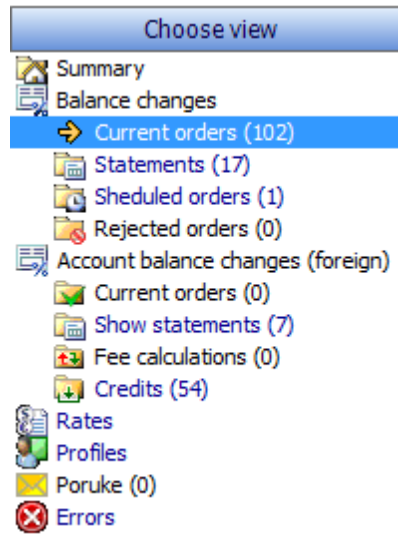 Choose view
Summary
Balance changes
Current orders (102)
Statements (17)
Sheduled orders (1)
Rejected orders (0)
Account balance changes (foreign)
Current orders (0)
Show statements (7)
Fee calculations (0)
Credits (54)
Rates
Profiles
Poruke (0)
Errors